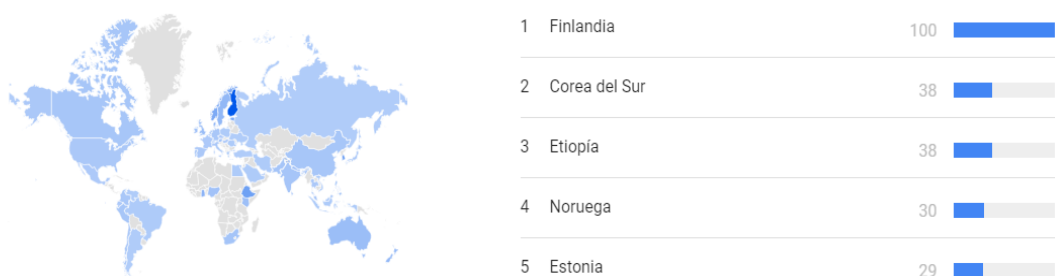 1 Finlandia 100
2 Corea del Sur 38
3 Etiopía 38
4 Noruega 30
5 Estonia 29